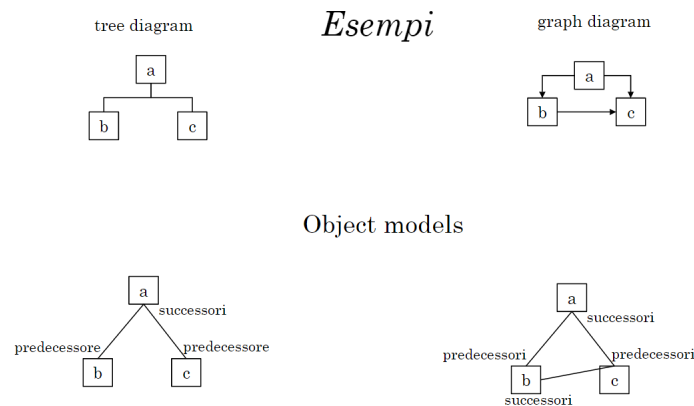 tree diagram
Esempi
graph diagram
a
b
c
a
b
c
Object models
a
successori
predecessore
predecessore
b
c
a
successori
predecessori
predecessori
b
c
successori